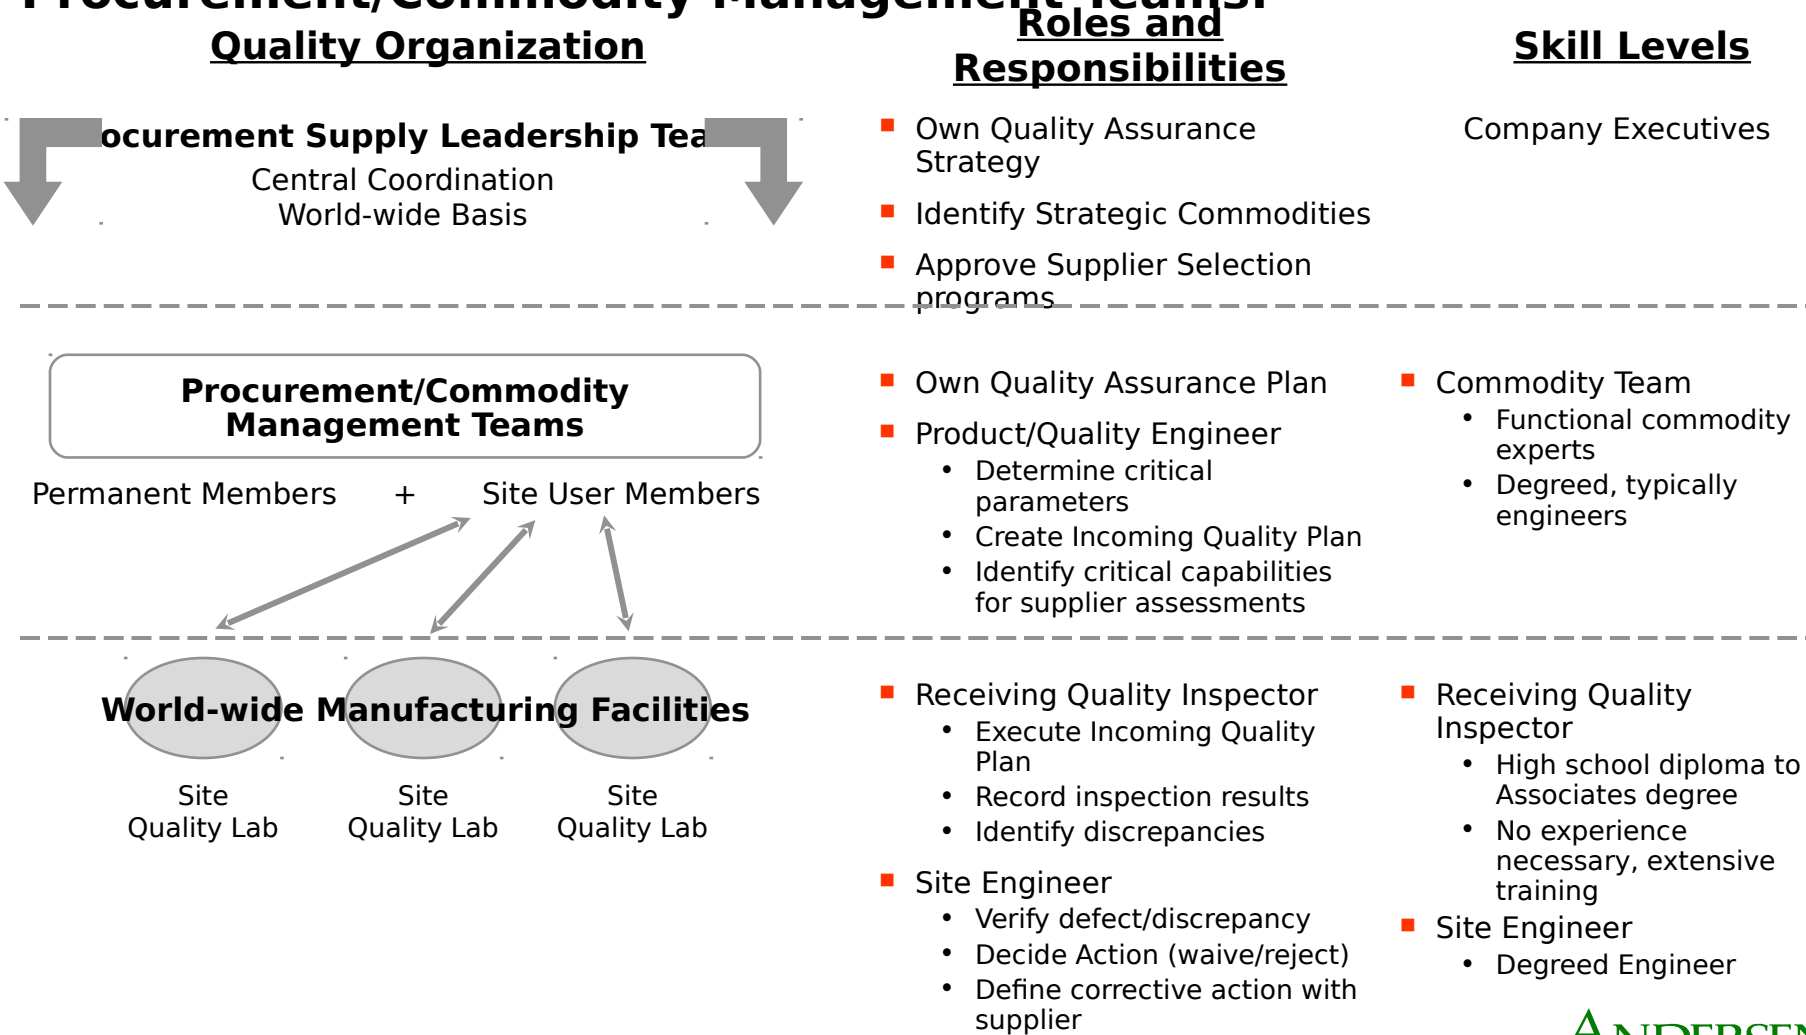 Procurement/Commodity Management Teams.
Quality Organization
Roles and
Responsibilities
Skill Levels
ocurement Supply Leadership Tea
Central Coordination
World-wide Basis
Own Quality Assurance
Strategy
Identify Strategic Commodities
Approve Supplier Selection
programs
Company Executives
Procurement/Commodity
Management Teams
Permanent Members + Site User Members
Own Quality Assurance Plan
Product/Quality Engineer
• Determine critical
parameters
• Create Incoming Quality Plan
• Identify critical capabilities
for supplier assessments
Commodity Team
• Functional commodity
experts
• Degreed, typically
engineers
World-wide Manufacturing Facilities
Site
Quality Lab
Site
Quality Lab
Site
Quality Lab
Receiving Quality Inspector
• Execute Incoming Quality
Plan
• Record inspection results
• Identify discrepancies
Site Engineer
• Verify defect/discrepancy
• Decide Action (waive/reject)
• Define corrective action with
supplier
Receiving Quality
Inspector
• High school diploma to
Associates degree
• No experience
necessary, extensive
training
Site Engineer
• Degreed Engineer
ANDERSEN